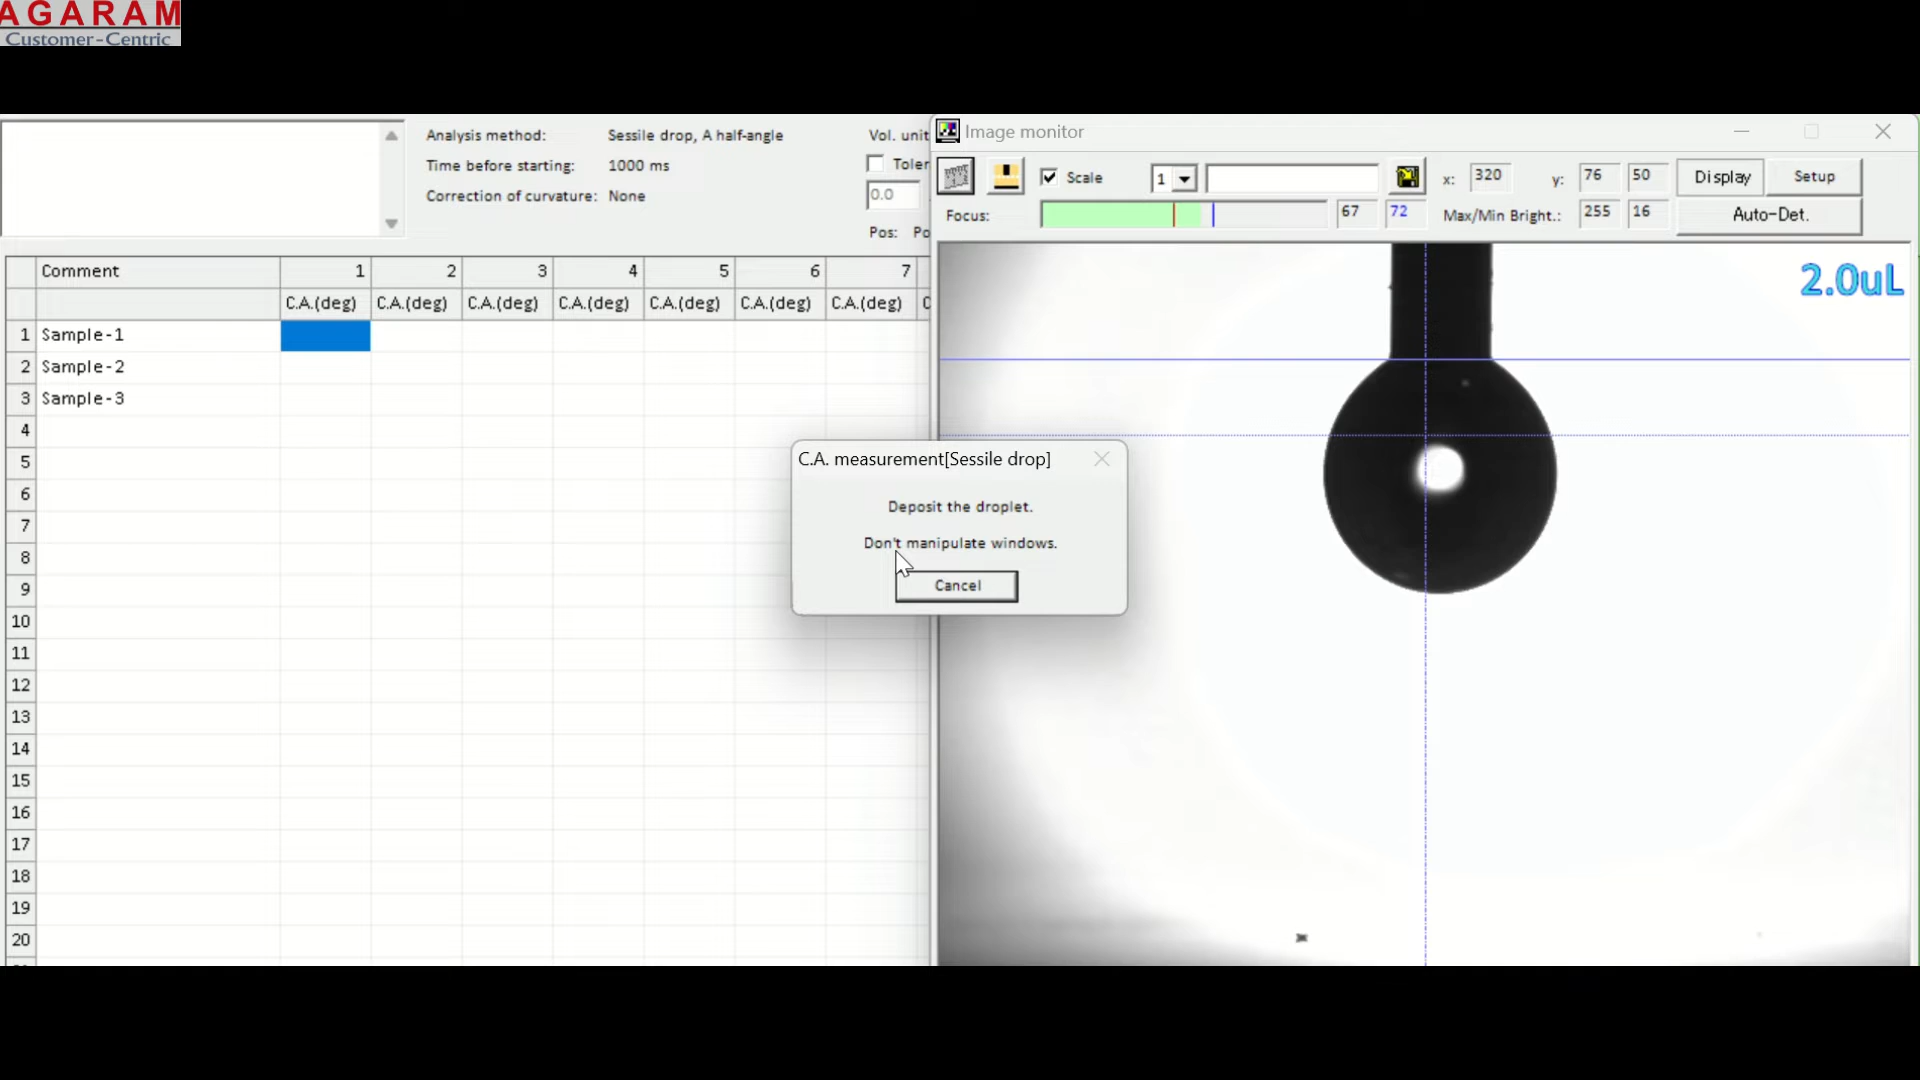 AGARAM
Customer-Centric
Analysis method: Sessile drop, A half-angle
Time before starting: 1000 ms
Correction of curvature: None
Vol. unit
0.0
Pos:
Image monitor
Scale 1
x: 320 y: 76 50
Display Setup
Focus: 67 72
Max/Min Bright.: 255 16
Auto-Det.
2.0uL
Comment 1 2 3 4 5 6 7
C.A.(deg) C.A.(deg) C.A.(deg) C.A.(deg) C.A.(deg) C.A.(deg) C.A.(deg)
1 Sample-1
2 Sample-2
3 Sample-3
4
5
6
7
8
9
10
11
12
13
14
15
16
17
18
19
20
C.A. measurement[Sessile drop]
Deposit the droplet.
Don't manipulate windows.
Cancel